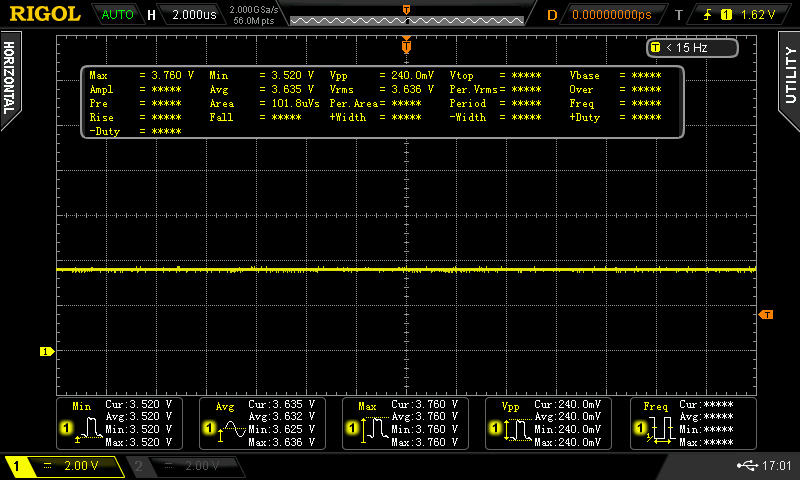 RIGOL AUTO H 2.000us 2.000GSa/s 56.0M pts D 0.00000000ps T 1 1.62 V
T < 15 Hz
HORIZONTAL
UTILITY
Max = 3.760 V Min = 3.520 V Vpp = 240.0mV Vtop = ***** Vbase = *****
Ampl = ***** Avg = 3.635 V Vrms = 3.636 V Per.Vrms= ***** Over = *****
Pre = ***** Area = 101.8uVs Per.Area= ***** Period = ***** Freq = *****
Rise = ***** Fall = ***** +Width = ***** -Width = ***** +Duty = *****
-Duty = *****
T
1
Min
1
Cur:3.520 V
Avg:3.520 V
Min:3.520 V
Max:3.520 V
Avg
1
Cur:3.635 V
Avg:3.632 V
Min:3.625 V
Max:3.636 V
Max
1
Cur:3.760 V
Avg:3.760 V
Min:3.760 V
Max:3.760 V
Vpp
1
Cur:240.0mV
Avg:240.0mV
Min:240.0mV
Max:240.0mV
Freq
1
Cur:*****
Avg:*****
Min:*****
Max:*****
1 2.00 V 2 2.00 V 17:01